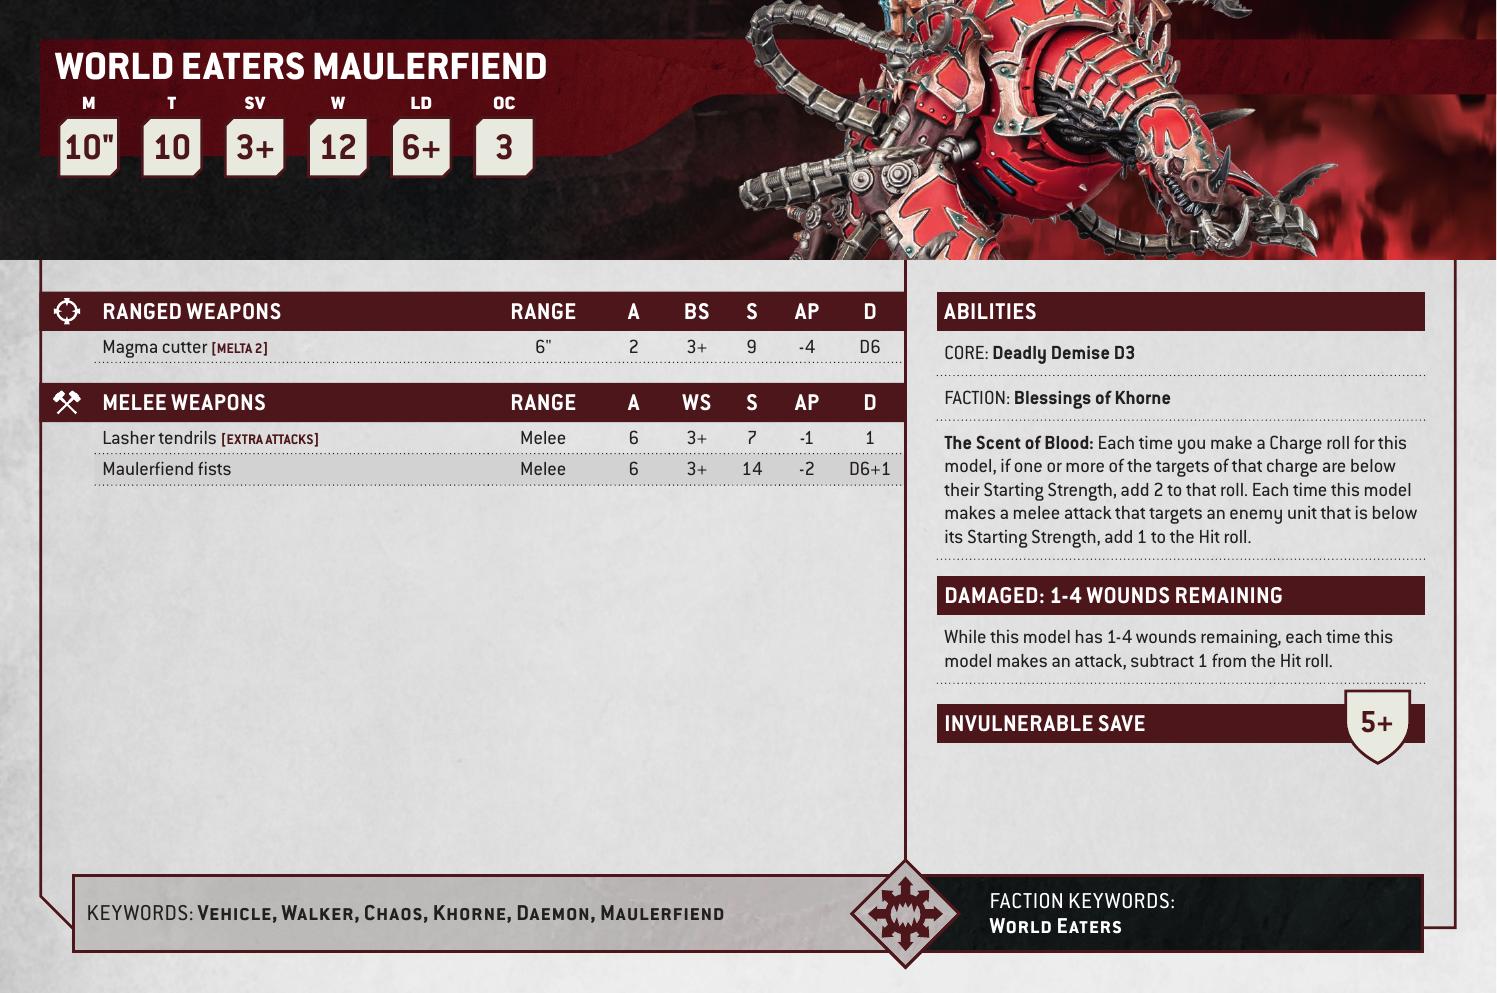 WORLD EATERS MAULERFIEND
M T SV W LD OC
10" 10 3+ 12 6+ 3
RANGED WEAPONS RANGE A BS S AP D
Magma cutter [MELTA 2] 6" 2 3+ 9 -4 D6
MELEE WEAPONS RANGE A WS S AP D
Lasher tendrils [EXTRA ATTACKS] Melee 6 3+ 7 -1 1
Maulerfiend fists Melee 6 3+ 14 -2 D6+1
ABILITIES
CORE: Deadly Demise D3
FACTION: Blessings of Khorne
The Scent of Blood: Each time you make a Charge roll for this
model, if one or more of the targets of that charge are below
their Starting Strength, add 2 to that roll. Each time this model
makes a melee attack that targets an enemy unit that is below
its Starting Strength, add 1 to the Hit roll.
DAMAGED: 1-4 WOUNDS REMAINING
While this model has 1-4 wounds remaining, each time this
model makes an attack, subtract 1 from the Hit roll.
INVULNERABLE SAVE 5+
KEYWORDS: VEHICLE, WALKER, CHAOS, KHORNE, DAEMON, MAULERFIEND
FACTION KEYWORDS:
WORLD EATERS